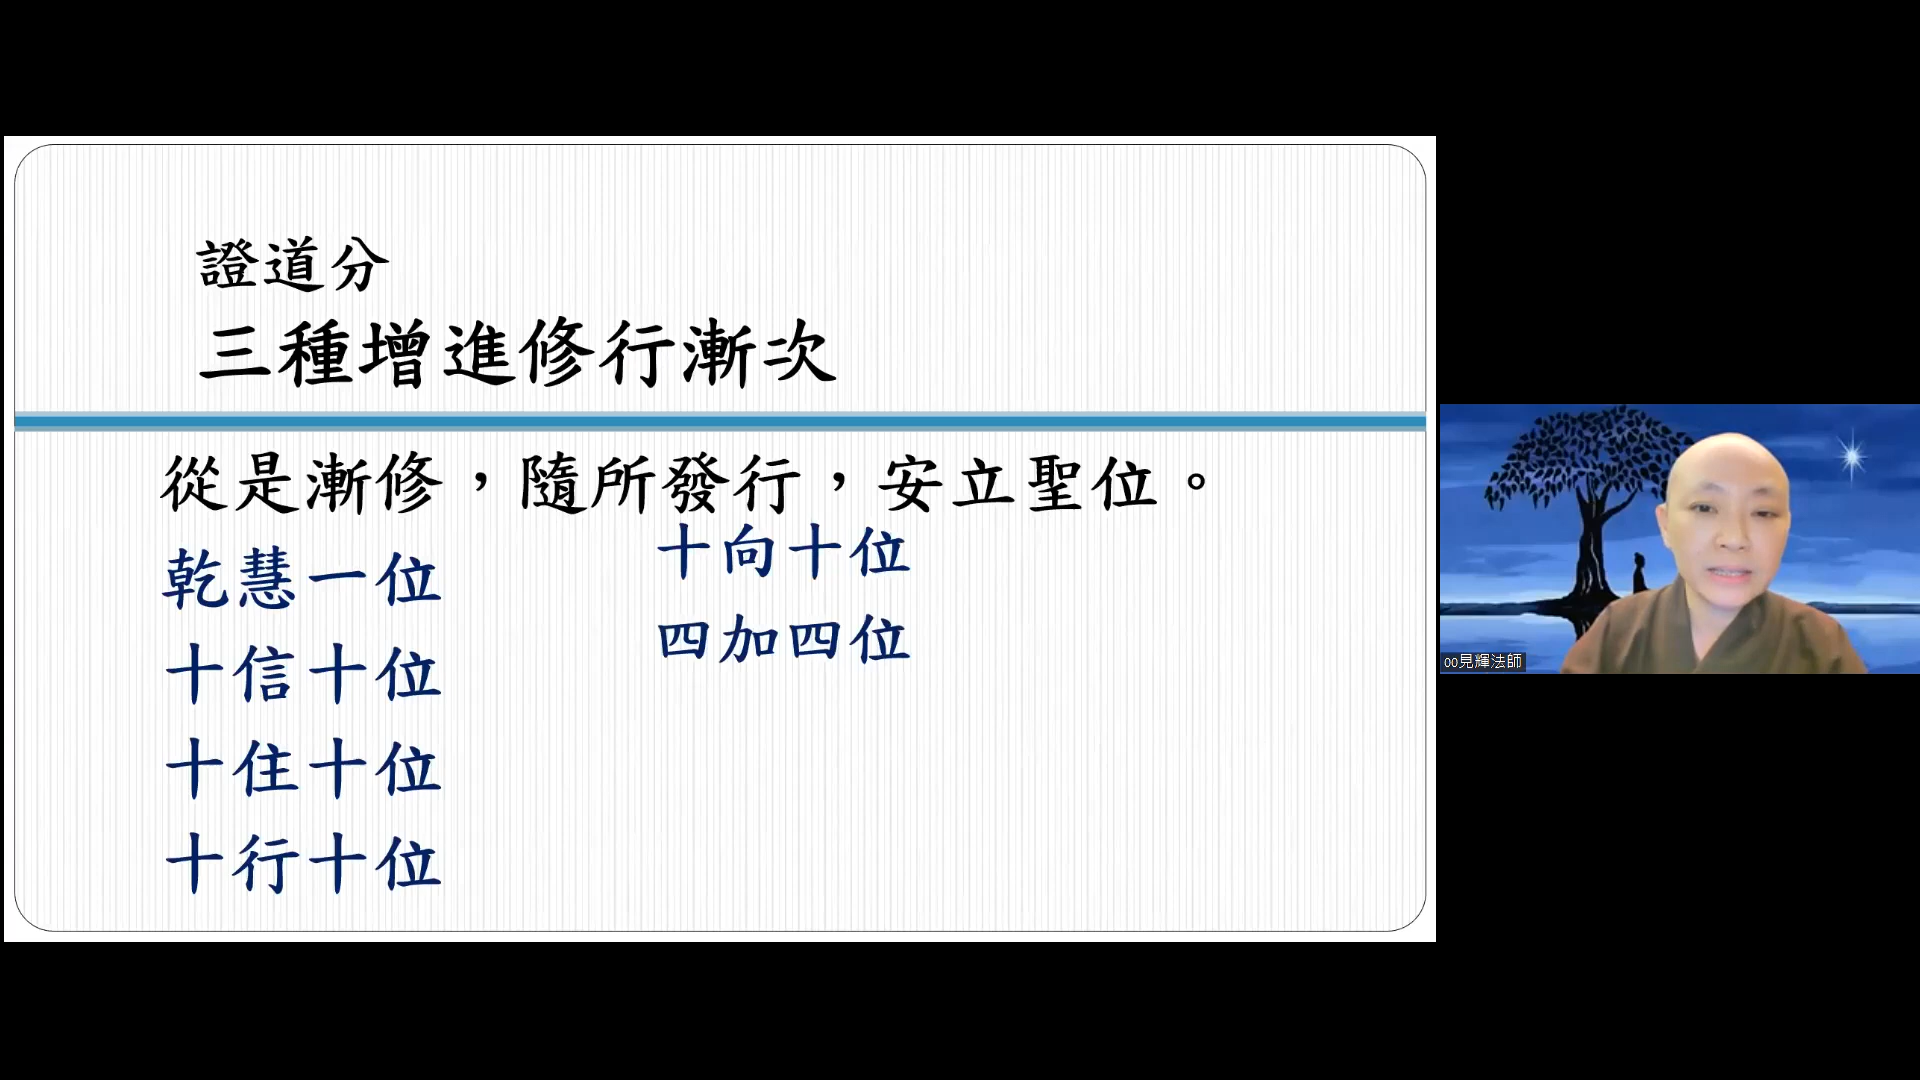 證道分
三種增進修行漸次
從是漸修，隨所發行，安立聖位。
乾慧一位
十信十位
十住十位
十行十位
十向十位
四加四位
oo見輝法師